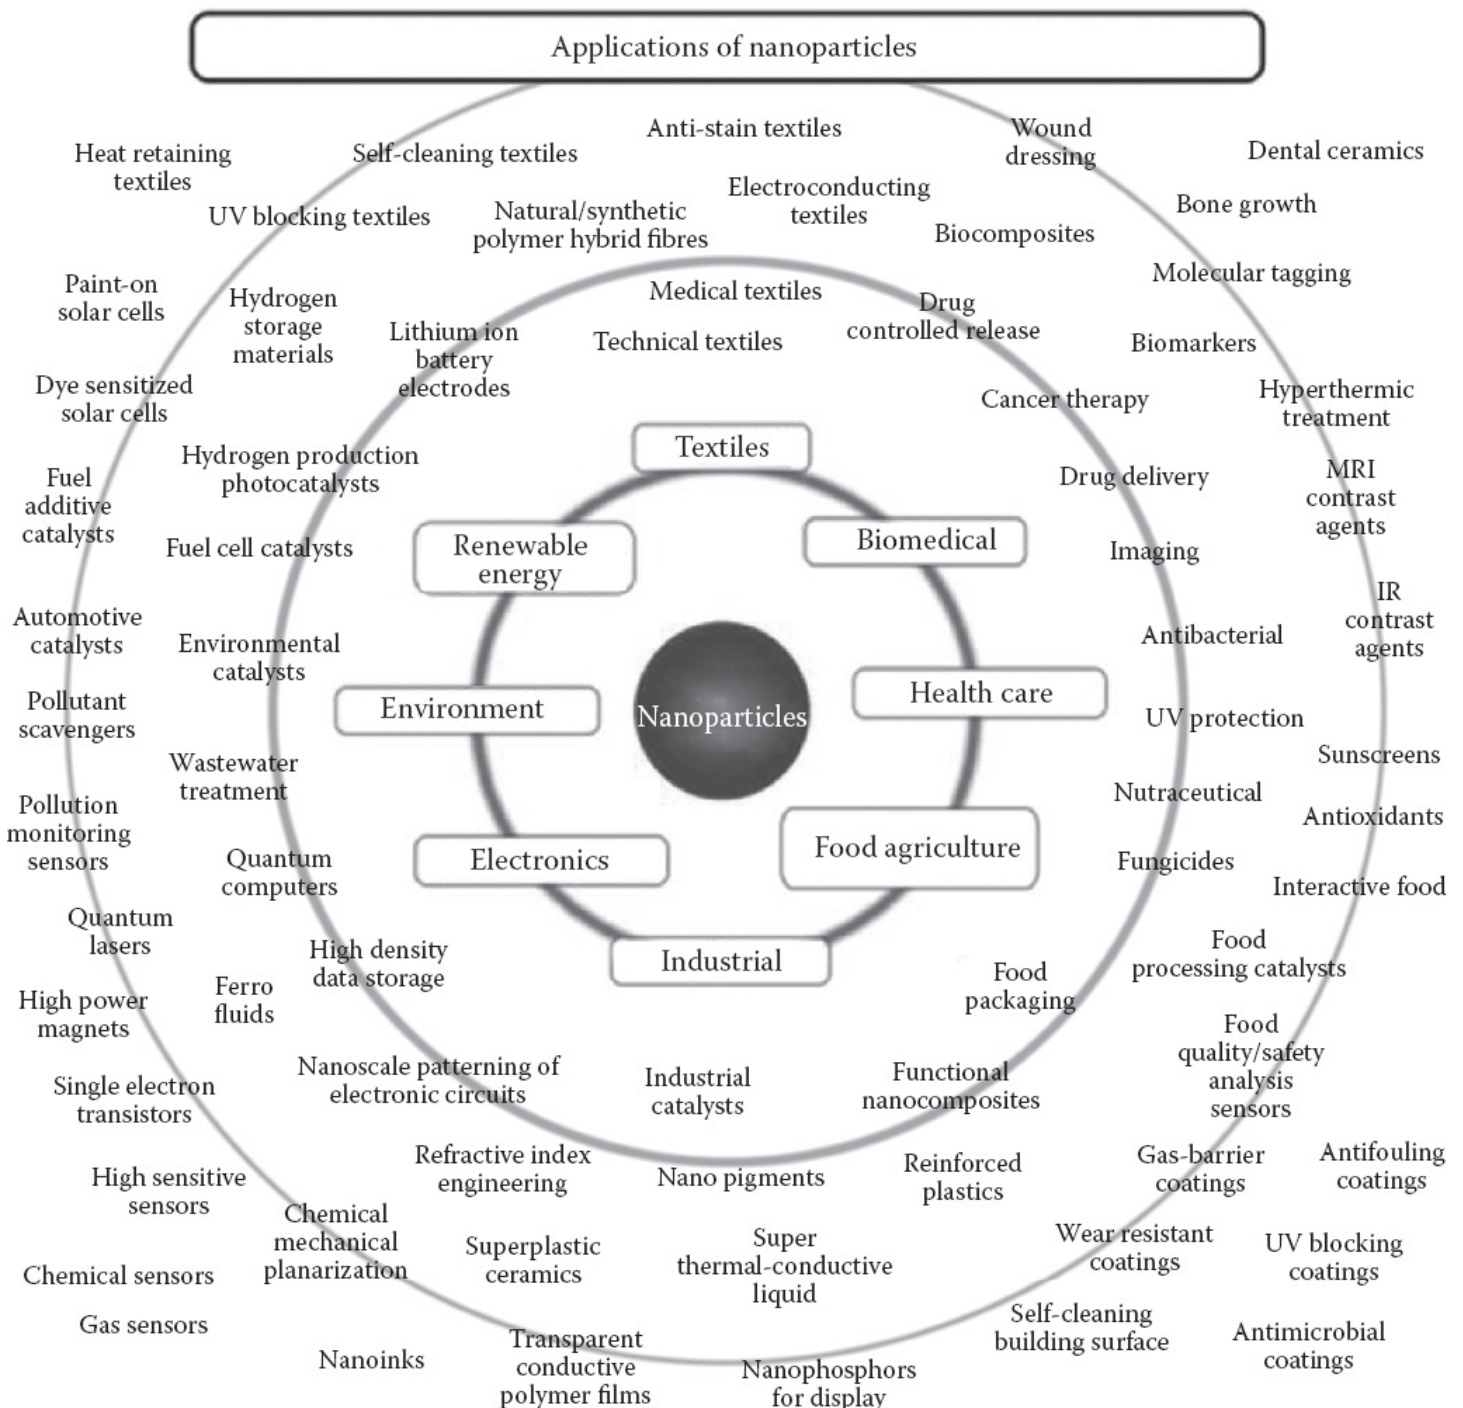 Applications of nanoparticles
Anti-stain textiles
Wound
dressing
Dental ceramics
Heat retaining
textiles
Self-cleaning textiles
Electroconducting
textiles
Bone growth
UV blocking textiles
Natural/synthetic
polymer hybrid fibres
Biocomposites
Molecular tagging
Paint-on
solar cells
Hydrogen
storage
materials
Medical textiles
Drug
controlled release
Lithium ion
battery
electrodes
Technical textiles
Biomarkers
Dye sensitized
solar cells
Cancer therapy
Hyperthermic
treatment
Textiles
Hydrogen production
photocatalysts
Drug delivery
MRI
contrast
agents
Fuel
additive
catalysts
Fuel cell catalysts
Renewable
energy
Biomedical
Imaging
IR
contrast
agents
Automotive
catalysts
Environmental
catalysts
Antibacterial
Health care
Pollutant
scavengers
Environment
Nanoparticles
UV protection
Sunscreens
Wastewater
treatment
Nutraceutical
Antioxidants
Pollution
monitoring
sensors
Quantum
computers
Electronics
Food agriculture
Fungicides
Interactive food
Quantum
lasers
High density
data storage
Industrial
Food
processing catalysts
Food
packaging
High power
magnets
Ferro
fluids
Food
quality/safety
analysis
sensors
Nanoscale patterning of
electronic circuits
Industrial
catalysts
Functional
nanocomposites
Single electron
transistors
Refractive index
engineering
Nano pigments
Reinforced
plastics
Gas-barrier
coatings
Antifouling
coatings
High sensitive
sensors
Chemical
mechanical
planarization
Superplastic
ceramics
Super
thermal-conductive
liquid
Wear resistant
coatings
UV blocking
coatings
Chemical sensors
Gas sensors
Self-cleaning
building surface
Antimicrobial
coatings
Nanoinks
Transparent
conductive
polymer films
Nanophosphors
for display